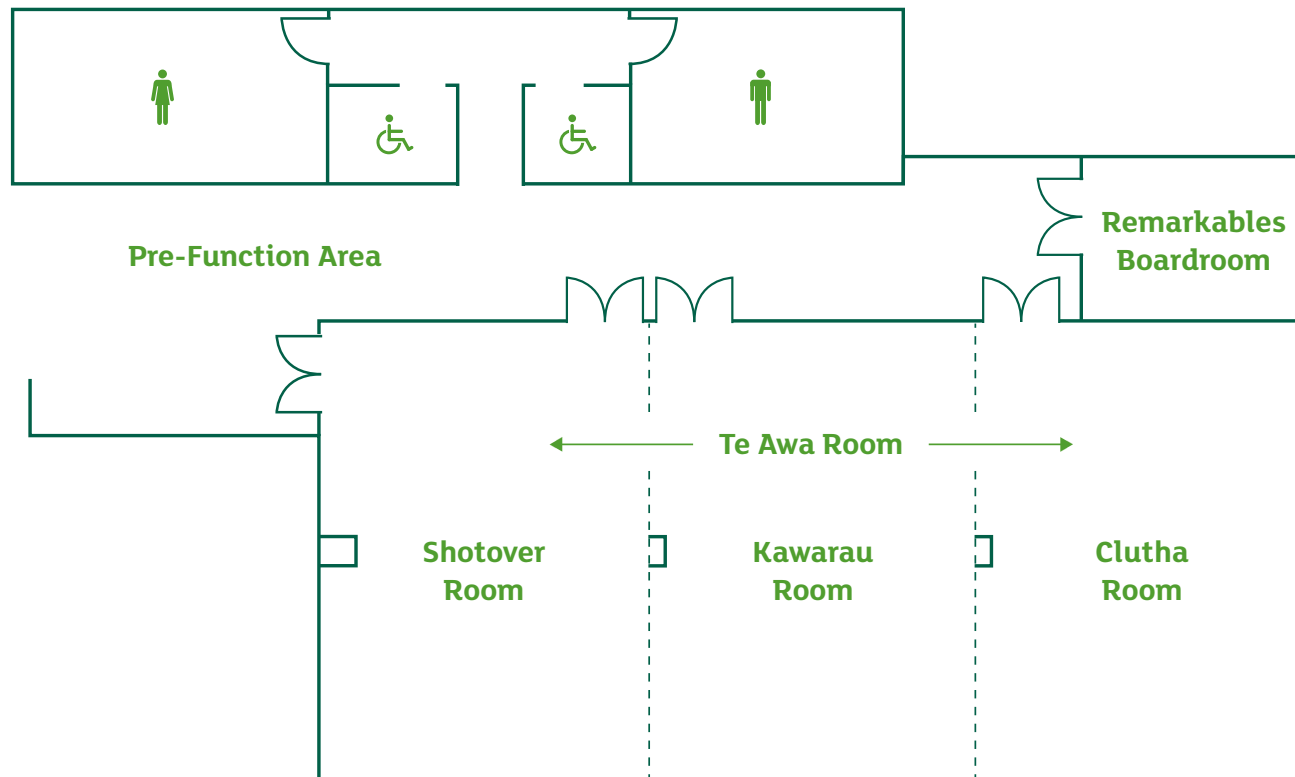 Remarkables
Boardroom
Pre-Function Area
Te Awa Room
Shotover
Room
Kawarau
Room
Clutha
Room